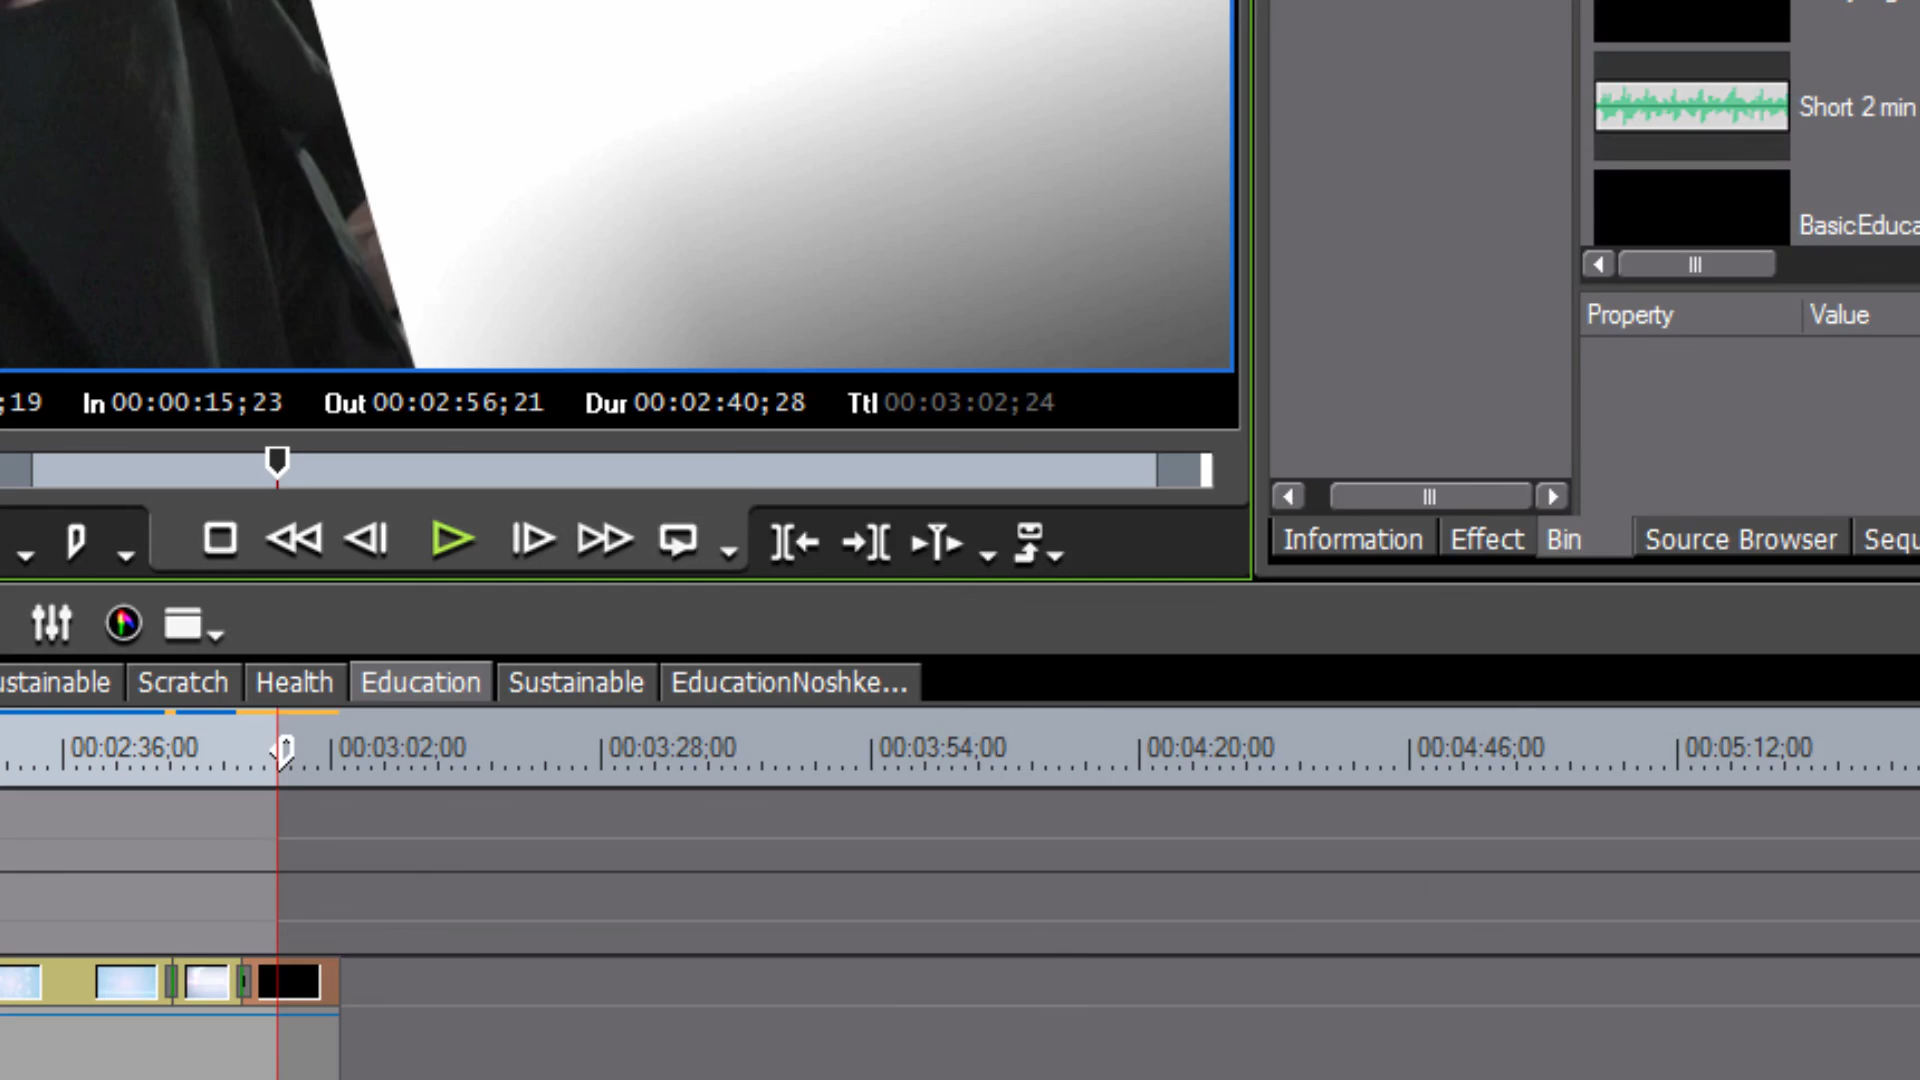 Short 2 min
BasicEduca
Property Value
;19 In 00:00:15;23 Out 00:02:56;21 Dur 00:02:40;28 Ttl 00:03:02;24
Information Effect Bin Source Browser Sequ
ustainable Scratch Health Education Sustainable EducationNoshke...
00:02:36;00 00:03:02;00 00:03:28;00 00:03:54;00 00:04:20;00 00:04:46;00 00:05:12;00